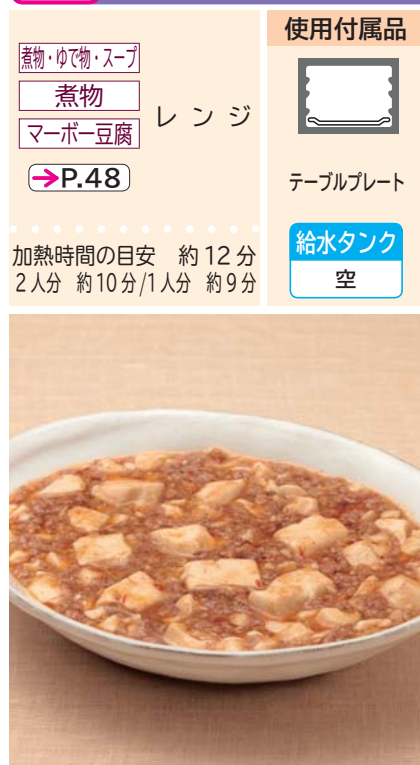 使用付属品
煮物・ゆで物・スープ
煮物
マーボー豆腐
レンジ
→P.48
テーブルプレート
加熱時間の目安 約12分
2人分 約10分/1人分 約9分
給水タンク
空